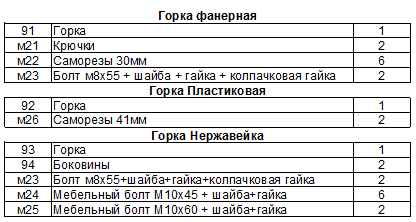 Горка фанерная
91 Горка 1
м21 Крючки 2
м22 Саморезы 30мм 6
м23 Болт м8х55 + шайба + гайка + колпачковая гайка 2
Горка Пластиковая
92 Горка 1
м26 Саморезы 41мм 2
Горка Нержавейка
93 Горка 1
94 Боковины 2
м23 Болт м8х55+шайба+гайка+колпачковая гайка 2
м24 Мебельный болт М10х45 + шайба+гайка 6
м25 Мебельный болт М10х60 + шайба+гайка 2